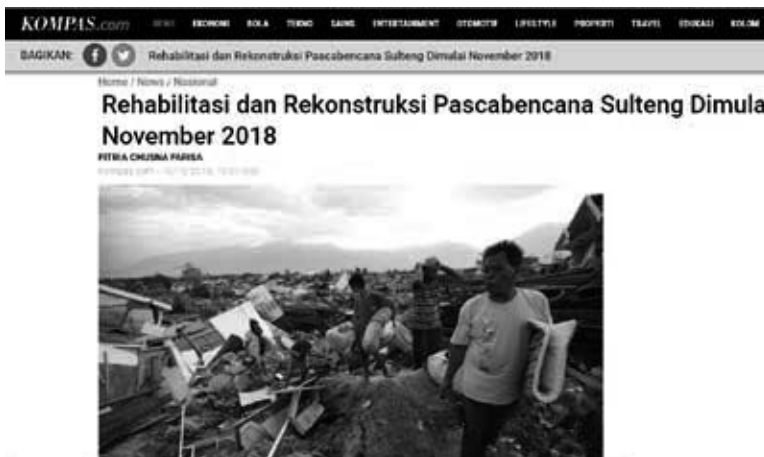 KOMPAS.com NEWS EKONOMI BOLA TEKNO SAINS ENTERTAINMENT OTOMOTIF LIFESTYLE PROPERTI TRAVEL EDUKASI KOLOM
BAGIKAN: Rehabilitasi dan Rekonstruksi Pascabencana Sulteng Dimulai November 2018
Home / News / Nasional
Rehabilitasi dan Rekonstruksi Pascabencana Sulteng Dimula
November 2018
FITRIA CHUSNA FARISA